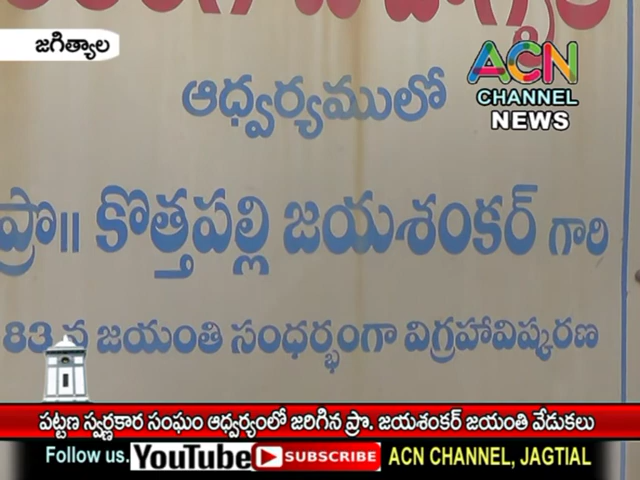 జగిత్యాల
ACN
CHANNEL
NEWS
ఆధ్వర్యములో
ప్రొ॥ కొత్తపల్లి జయశంకర్ గారి
83 వ జయంతి సందర్భంగా విగ్రహావిష్కరణ
పట్టణ స్వర్ణకార సంఘం ఆధ్వర్యంలో జరిగిన ప్రొ. జయశంకర్ జయంతి వేడుకలు
Follow us. YouTube SUBSCRIBE ACN CHANNEL, JAGTIAL